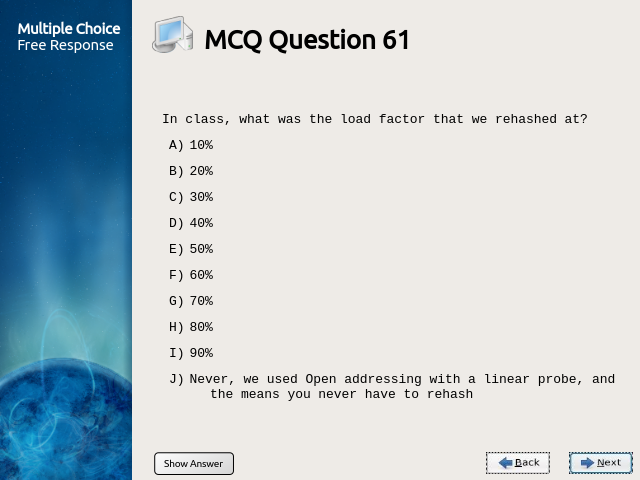 Multiple Choice
Free Response
MCQ Question 61
In class, what was the load factor that we rehashed at?
A) 10%
B) 20%
C) 30%
D) 40%
E) 50%
F) 60%
G) 70%
H) 80%
I) 90%
J) Never, we used Open addressing with a linear probe, and
the means you never have to rehash
Show Answer
Back
Next